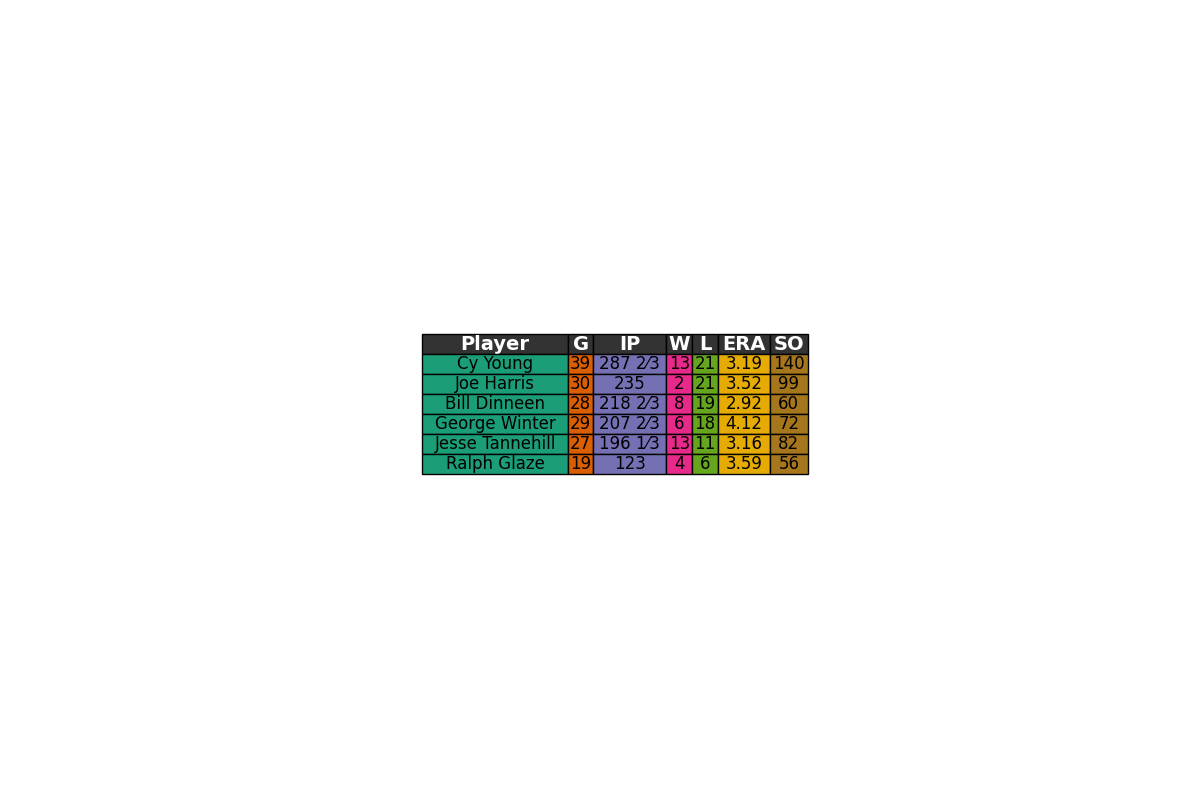 Player G IP W L ERA SO
Cy Young 39 287 2⁄3 13 21 3.19 140
Joe Harris 30 235 2 21 3.52 99
Bill Dinneen 28 218 2⁄3 8 19 2.92 60
George Winter 29 207 2⁄3 6 18 4.12 72
Jesse Tannehill 27 196 1⁄3 13 11 3.16 82
Ralph Glaze 19 123 4 6 3.59 56